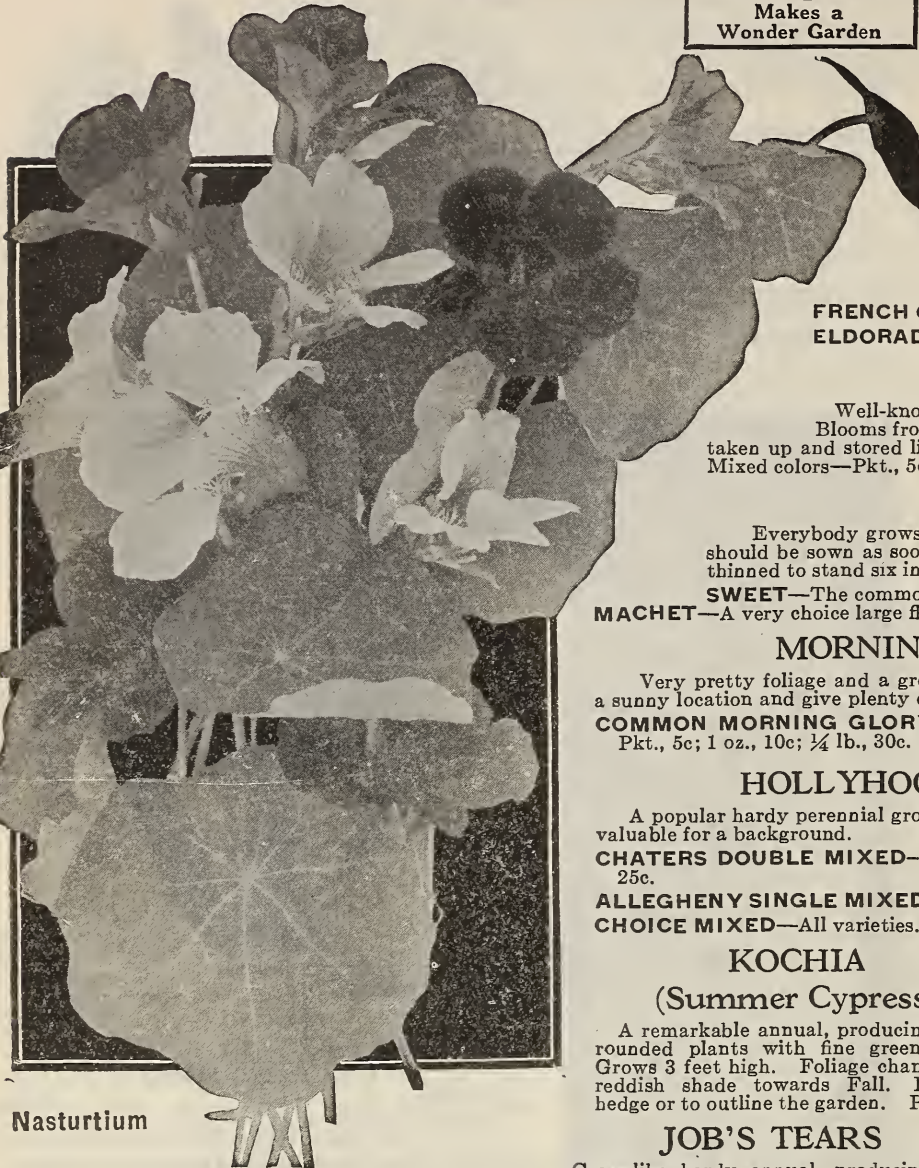 Makes a
Wonder Garden
FRENCH
ELDORAD
Well-kno
Blooms fro
taken up and stored li
Mixed colors—Pkt., 5c
Everybody grows
should be sown as soo
thinned to stand six in
SWEET—The commo
MACHET—A very choice large fl
MORNIN
Very pretty foliage and a gro
a sunny location and give plenty
COMMON MORNING GLOR
Pkt., 5c; 1 oz., 10c; ¼ lb., 30c.
HOLLYHOC
A popular hardy perennial gro
valuable for a background.
CHATERS DOUBLE MIXED—
25c.
ALLEGHENY SINGLE MIXED
CHOICE MIXED—All varieties.
KOCHIA
(Summer Cypress
A remarkable annual, producin
rounded plants with fine green
Grows 3 feet high. Foliage chan
reddish shade towards Fall.
hedge or to outline the garden. P
JOB'S TEARS
Nasturtium